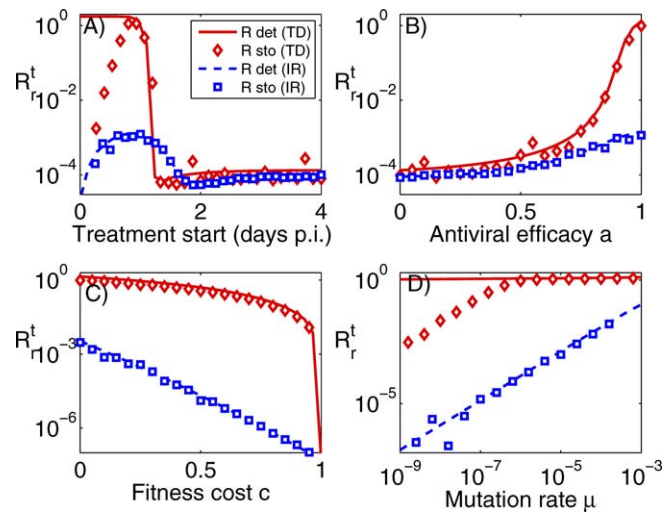 A)
R det (TD)
R sto (TD)
R det (IR)
R sto (IR)
R_r^t
10^0
10^-2
10^-4
0 1 2 3 4
Treatment start (days p.i.)
B)
R_r^t
10^0
10^-2
10^-4
0 0.5 1
Antiviral efficacy a
C)
R_r^t
10^0
10^-3
10^-6
0 0.5 1
Fitness cost c
D)
R_r^t
10^0
10^-5
10^-9 10^-7 10^-5 10^-3
Mutation rate μ